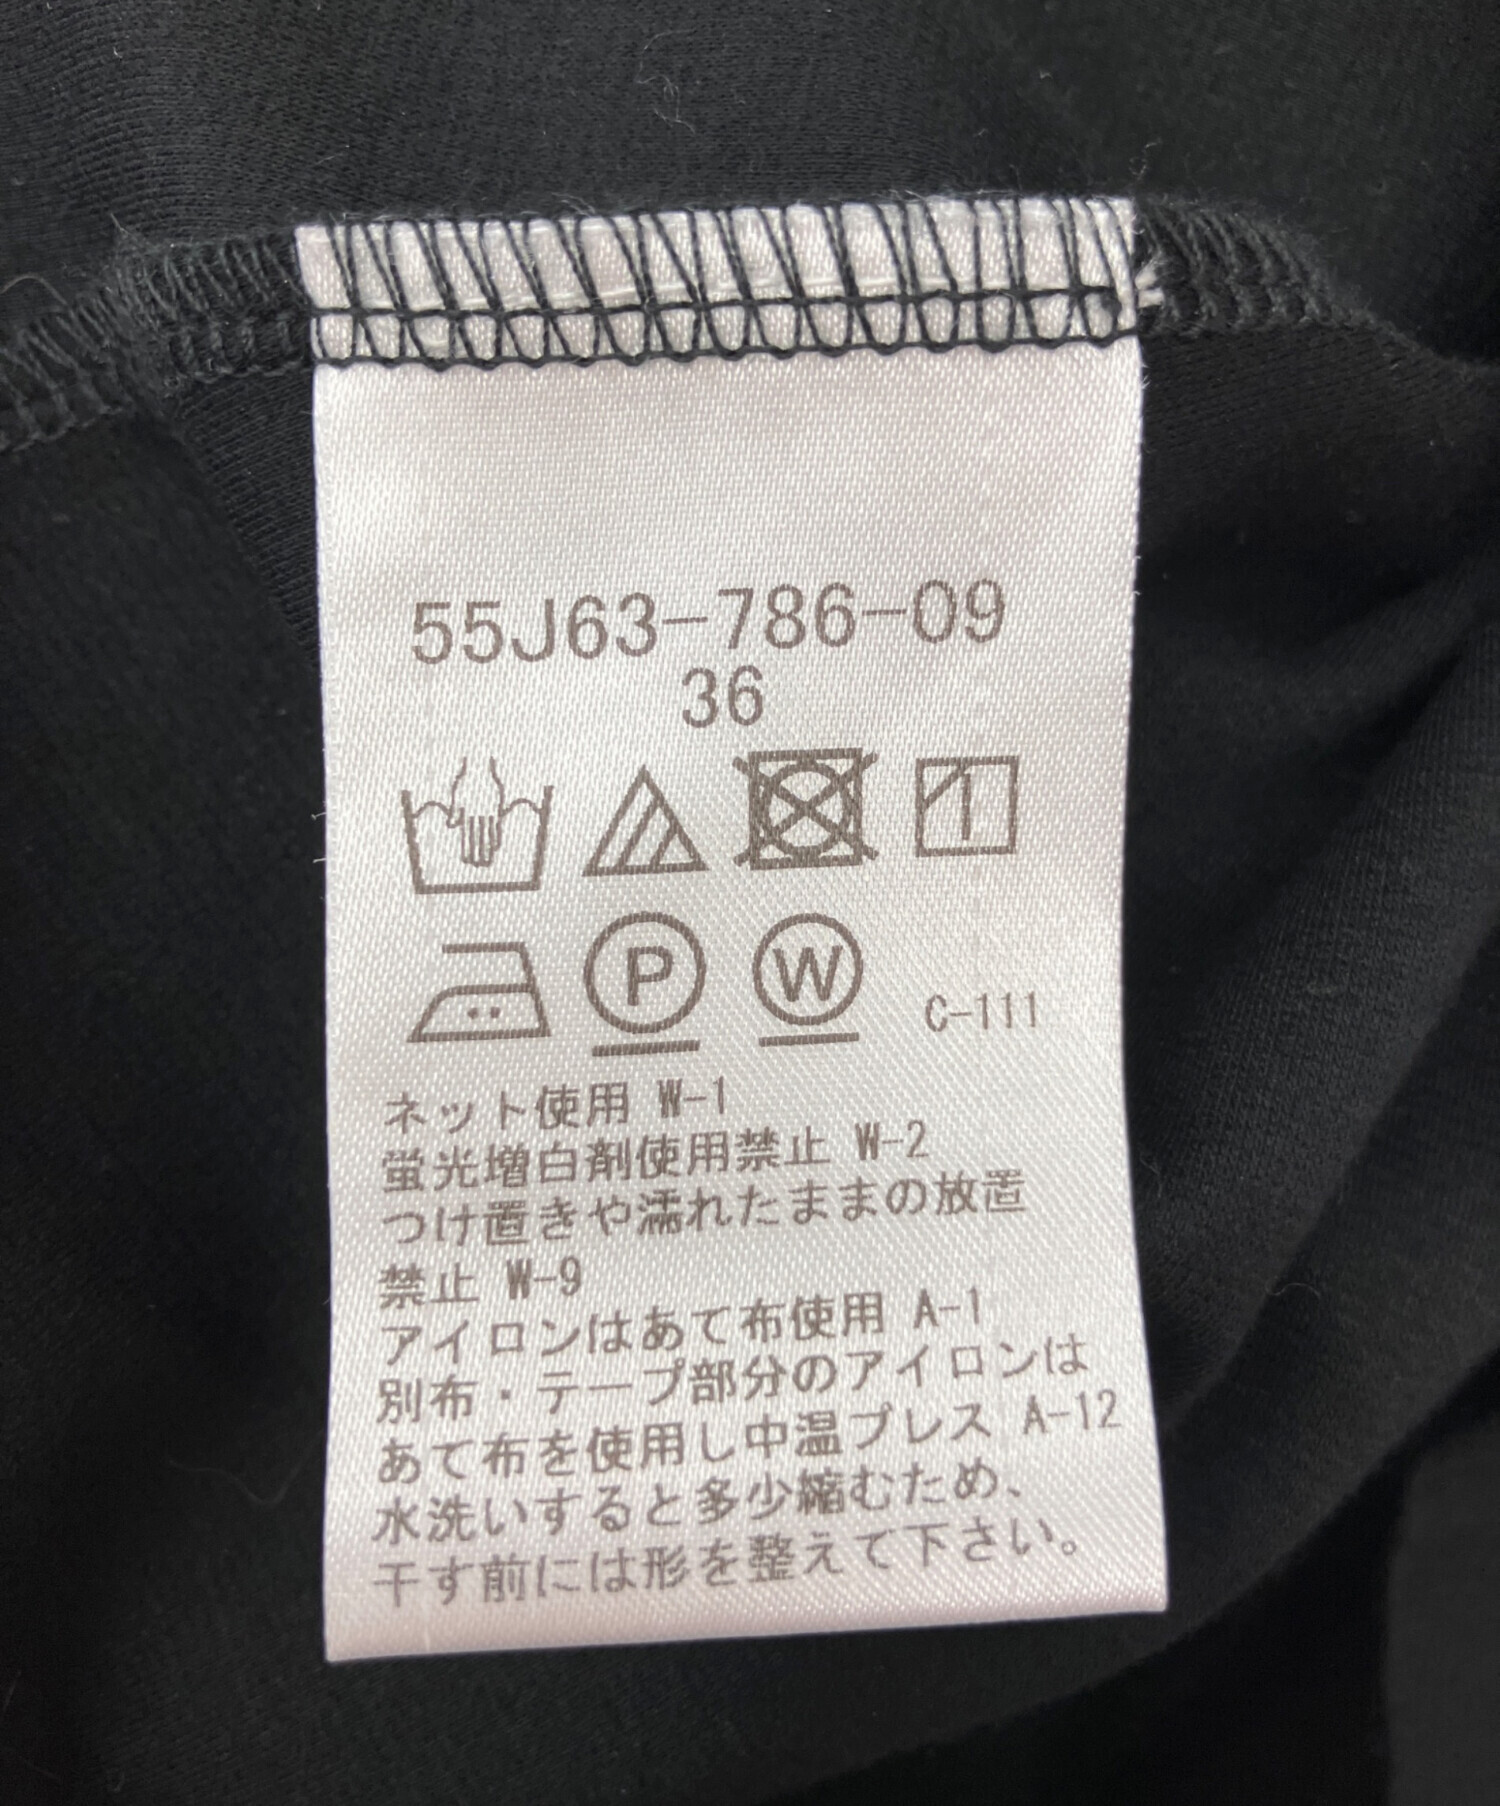 55J63-786-09
36
P W C-111
ネット使用 W-1
蛍光増白剤使用禁止 W-2
つけ置きや濡れたままの放置
禁止 W-9
アイロンはあて布使用 A-1
別布・テープ部分のアイロンは
あて布を使用し中温プレス A-12
水洗いすると多少縮むため、
干す前には形を整えて下さい。